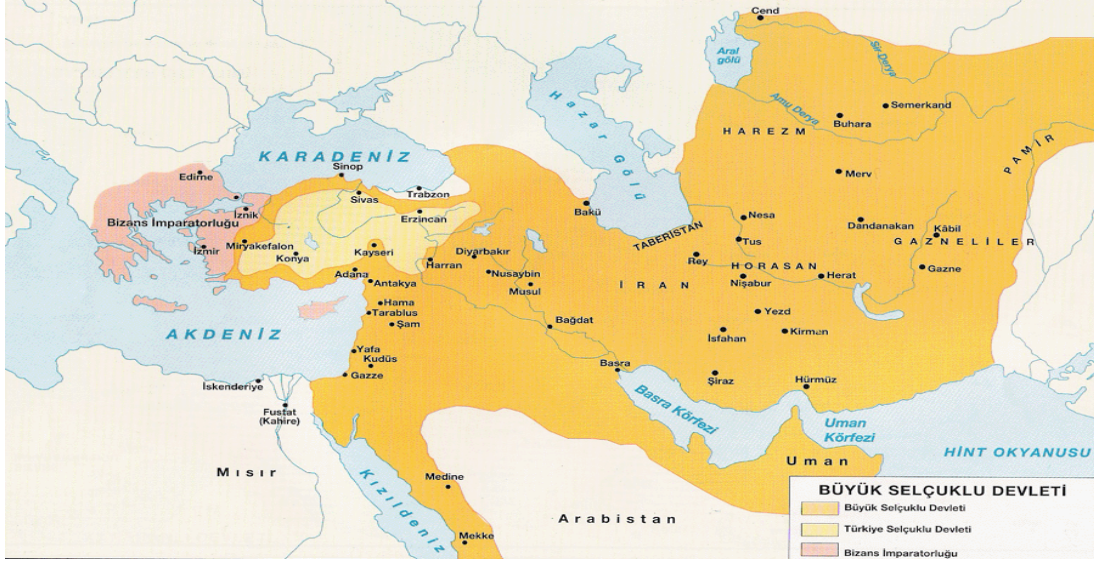 Cend
Aral
gölü
Sir-Derya
Semerkand
Amu Derya
Buhara
HAREZM
Hazar Gölü
PAMİR
KARADENİZ
Edirne
Sinop
Merv
Trabzon
Sivas
İznik
Erzincan
Bakü
Nesa
Dandanakan
Kâbil
Bizans İmparatorluğu
TABERİSTAN
Tus
GAZNELİLER
Miryakefalon
İzmir
Konya
Kayseri
Diyarbakır
Harran
Rey
HORASAN
Herat
Gazne
Adana
Antakya
Nusaybin
Musul
İRAN
Nişabur
Hama
Tarablus
Şam
Bağdat
Yezd
Kirman
İsfahan
AKDENİZ
Yafa
Kudüs
Gazze
Basra
Şiraz
Hürmüz
İskenderiye
Fustat
(Kahire)
Basra Körfezi
Uman
Körfezi
HİNT OKYANUSU
Uman
Mısır
Kızıldeniz
Medine
Arabistan
Mekke
BÜYÜK SELÇUKLU DEVLETİ
Büyük Selçuklu Devleti
Türkiye Selçuklu Devleti
Bizans İmparatorluğu